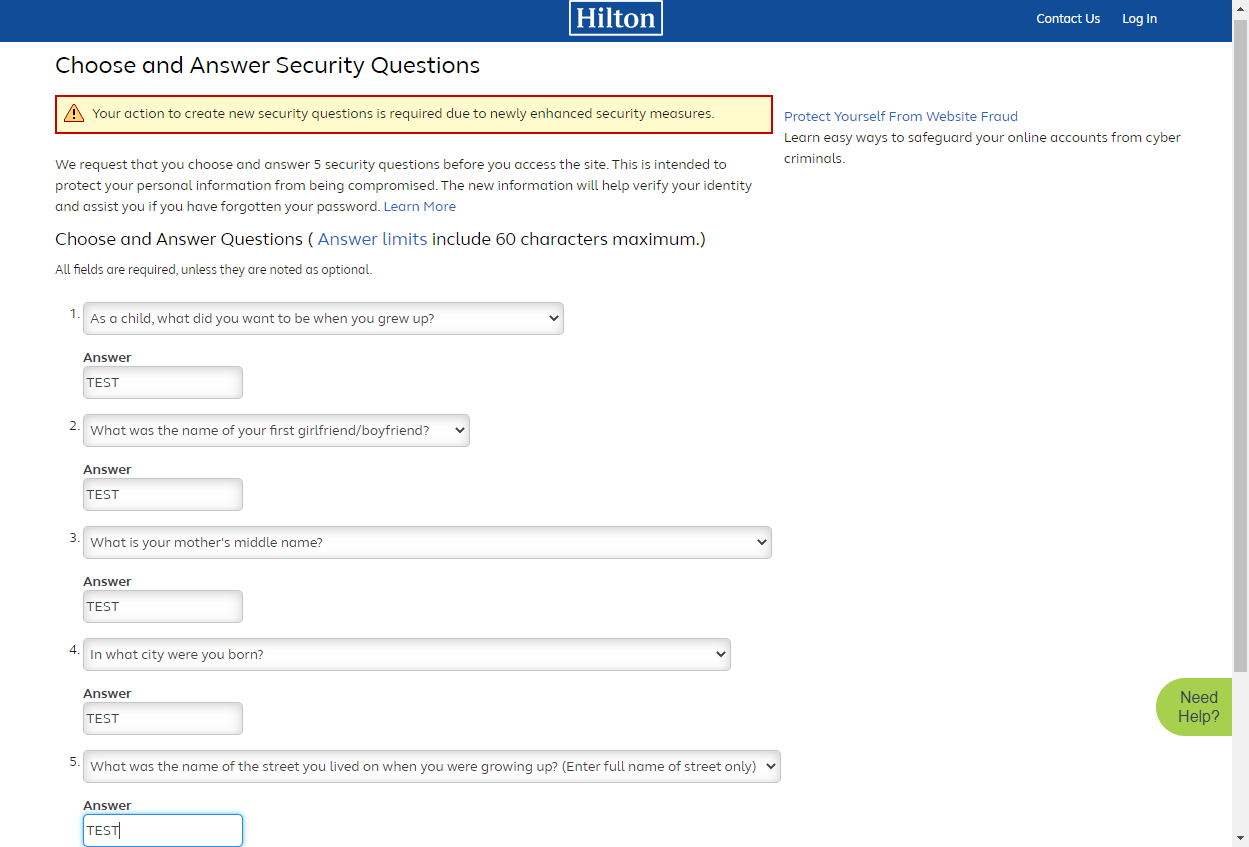 Hilton
Contact Us
Log In
Choose and Answer Security Questions
Your action to create new security questions is required due to newly enhanced security measures.
Protect Yourself From Website Fraud
Learn easy ways to safeguard your online accounts from cyber
criminals.
We request that you choose and answer 5 security questions before you access the site. This is intended to
protect your personal information from being compromised. The new information will help verify your identity
and assist you if you have forgotten your password. Learn More
Choose and Answer Questions ( Answer limits include 60 characters maximum.)
All fields are required, unless they are noted as optional.
1. As a child, what did you want to be when you grew up?
Answer
TEST
2. What was the name of your first girlfriend/boyfriend?
Answer
TEST
3. What is your mother's middle name?
Answer
TEST
4. In what city were you born?
Answer
TEST
Need
Help?
5. What was the name of the street you lived on when you were growing up? (Enter full name of street only)
Answer
TEST